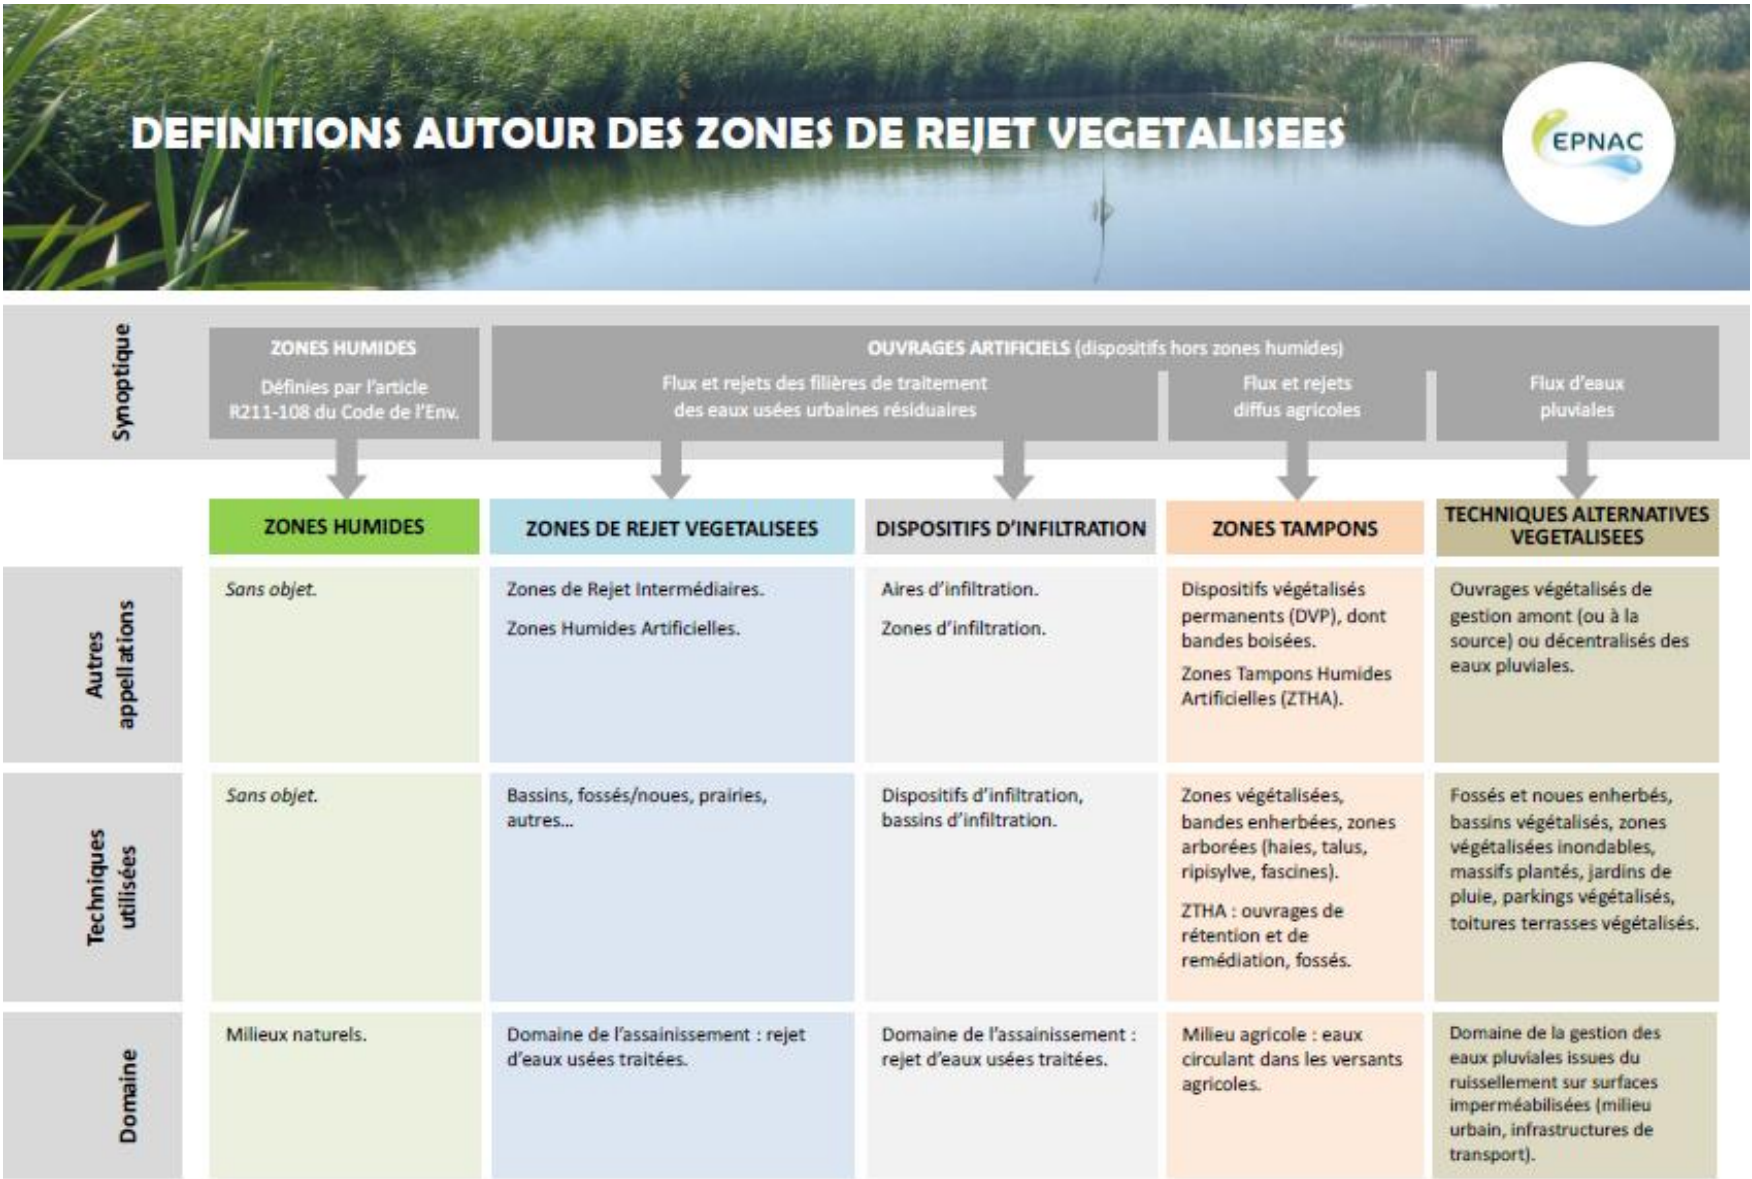 DEFINITIONS AUTOUR DES ZONES DE REJET VEGETALISEES
EPNAC
Synoptique
ZONES HUMIDES
Définies par l'article
R211-108 du Code de l'Env.
OUVRAGES ARTIFICIELS (dispositifs hors zones humides)
Flux et rejets des filières de traitement
des eaux usées urbaines résiduaires
Flux et rejets
diffus agricoles
Flux d'eaux
pluviales
ZONES HUMIDES
ZONES DE REJET VEGETALISEES
DISPOSITIFS D'INFILTRATION
ZONES TAMPONS
TECHNIQUES ALTERNATIVES
VEGETALISEES
Autres
appellations
Sans objet.
Zones de Rejet Intermédiaires.
Zones Humides Artificielles.
Aires d'infiltration.
Zones d'infiltration.
Dispositifs végétalisés
permanents (DVP), dont
bandes boisées.
Zones Tampons Humides
Artificielles (ZTHA).
Ouvrages végétalisés de
gestion amont (ou à la
source) ou décentralisés des
eaux pluviales.
Techniques
utilisées
Sans objet.
Bassins, fossés/noues, prairies,
autres...
Dispositifs d'infiltration,
bassins d'infiltration.
Zones végétalisées,
bandes enherbées, zones
arborées (haies, talus,
ripisylve, fascines).
ZTHA : ouvrages de
rétention et de
remédiation, fossés.
Fossés et noues enherbés,
bassins végétalisés, zones
végétalisées inondables,
massifs plantés, jardins de
pluie, parkings végétalisés,
toitures terrasses végétalisés.
Domaine
Milieux naturels.
Domaine de l'assainissement : rejet
d'eaux usées traitées.
Domaine de l'assainissement :
rejet d'eaux usées traitées.
Milieu agricole : eaux
circulant dans les versants
agricoles.
Domaine de la gestion des
eaux pluviales issues du
ruissellement sur surfaces
imperméabilisées (milieu
urbain, infrastructures de
transport).